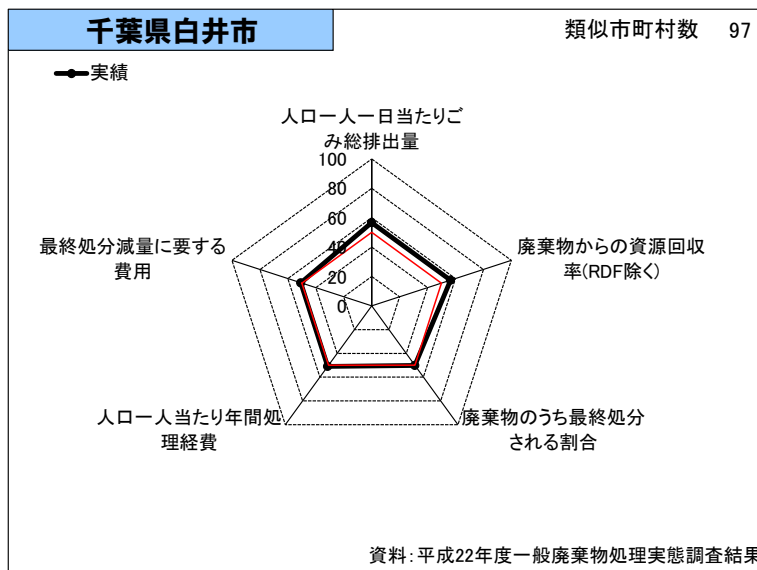 千葉県白井市
類似市町村数 97
実績
人口一人一日当たりご
み総排出量
100
80
60
40
20
0
廃棄物からの資源回収
率(RDF除く)
廃棄物のうち最終処分
される割合
人口一人当たり年間処
理経費
最終処分減量に要する
費用
資料:平成22年度一般廃棄物処理実態調査結果